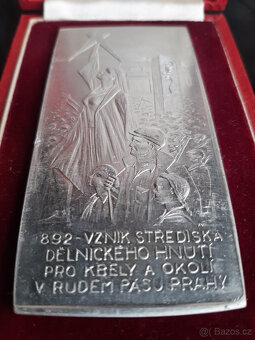 892 - VZNIK STŘEDISKA
DĚLNICKÉHO HNUTÍ
PRO KBELY A OKOLÍ
V RUDÉM PÁSU PRAHY
Bazos.cz